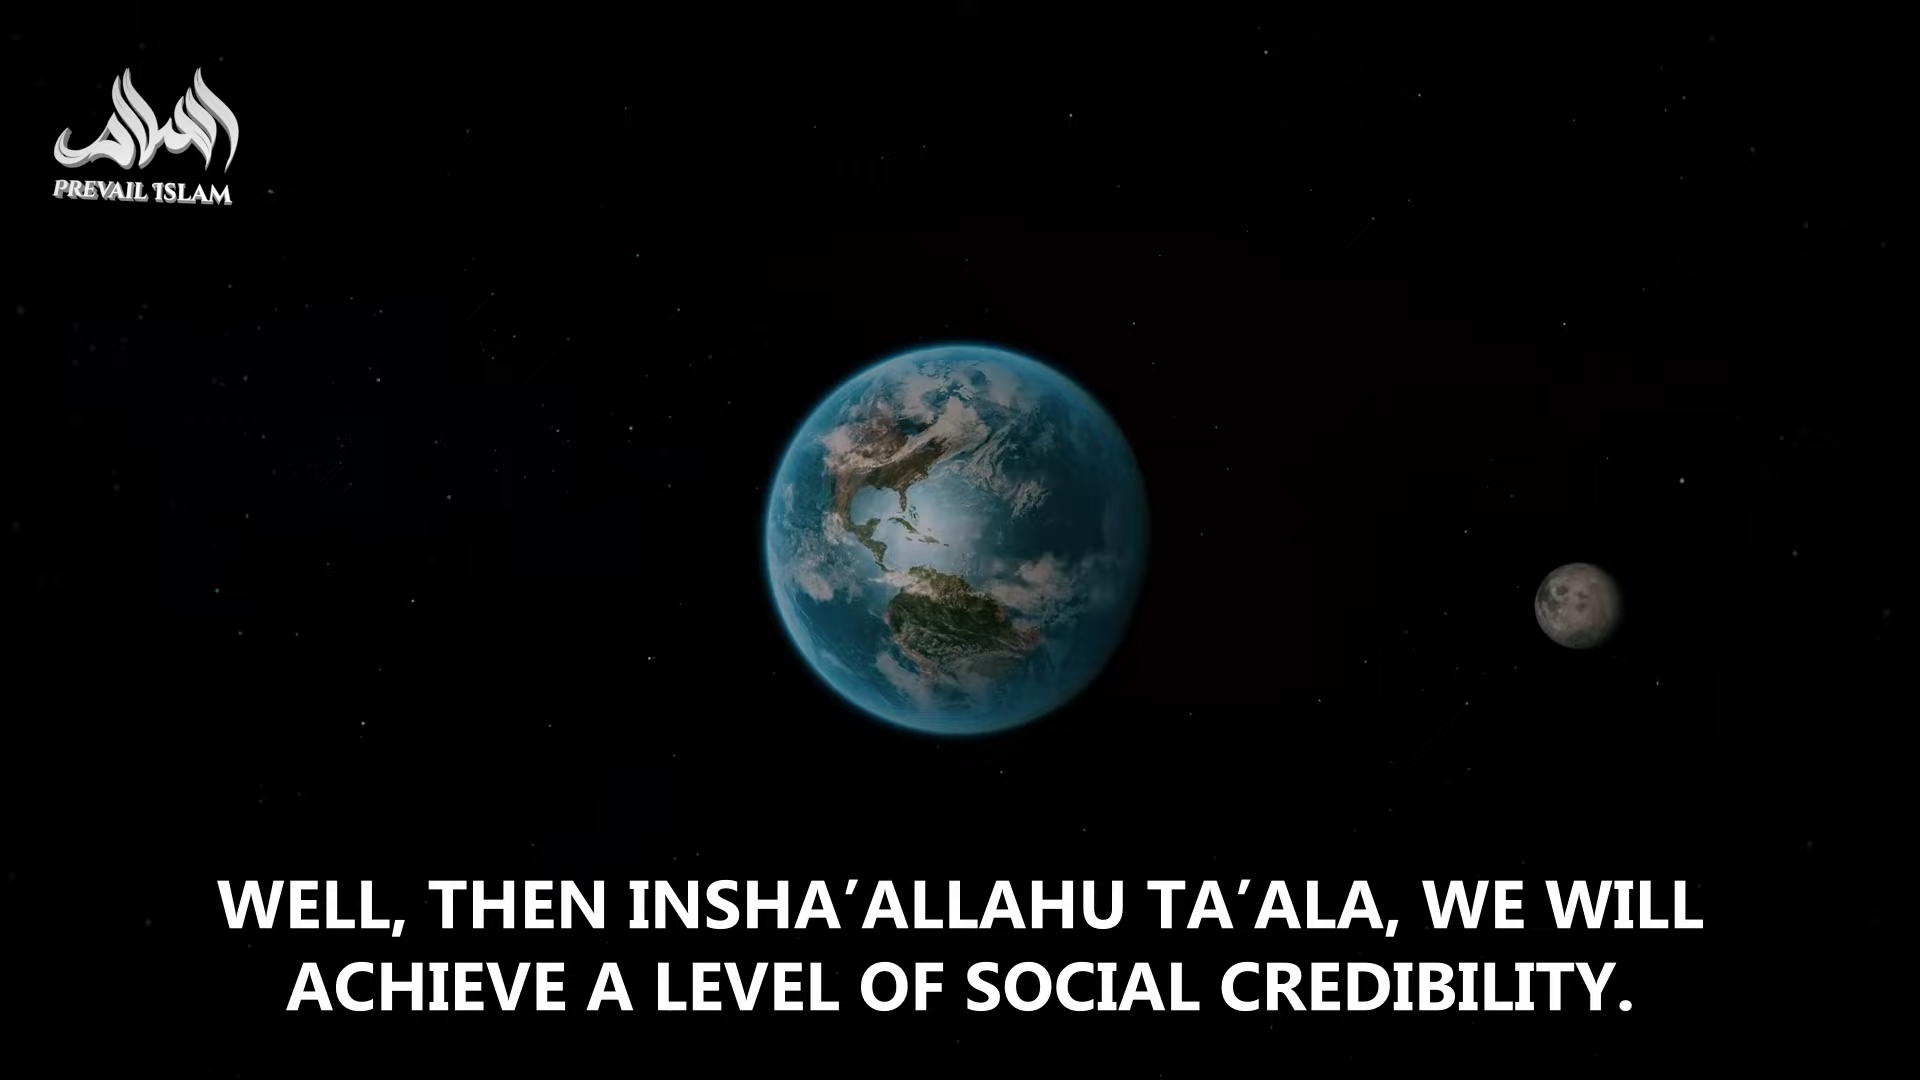 PREVAIL ISLAM
WELL, THEN INSHA’ALLAHU TA’ALA, WE WILL
ACHIEVE A LEVEL OF SOCIAL CREDIBILITY.